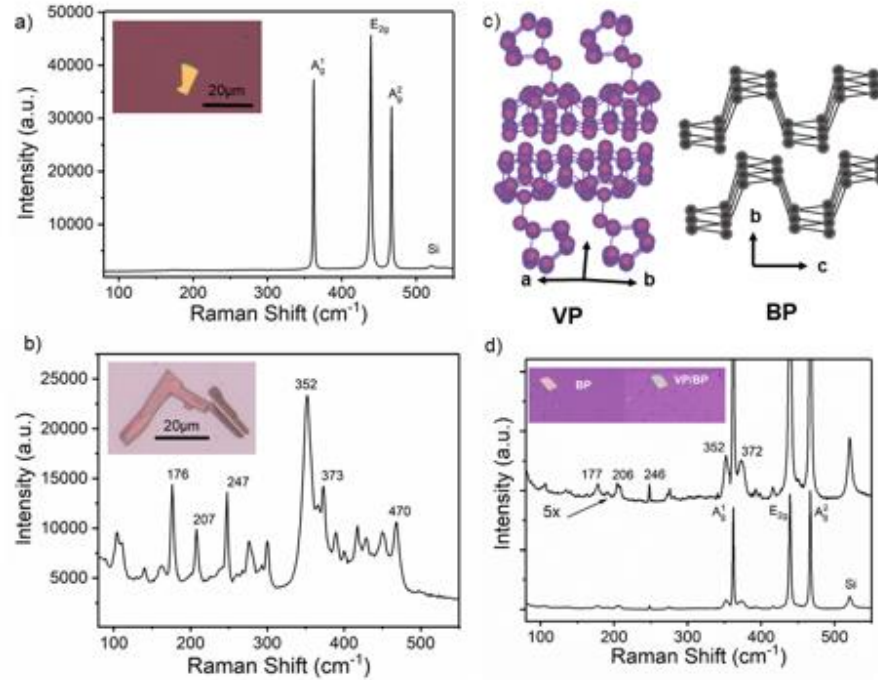 a)
50000
40000
30000
20000
10000
Intensity (a.u.)
20μm
A¹g
E2g
A²g
Si
100 200 300 400 500
Raman Shift (cm⁻¹)
c)
a
b
VP
b
c
BP
b)
25000
20000
15000
10000
5000
Intensity (a.u.)
20μm
176
207
247
352
373
470
100 200 300 400 500
Raman Shift (cm⁻¹)
d)
Intensity (a.u.)
BP
VP/BP
177
206
246
352
372
5x
A¹g
E2g
A²g
Si
100 200 300 400 500
Raman Shift (cm⁻¹)